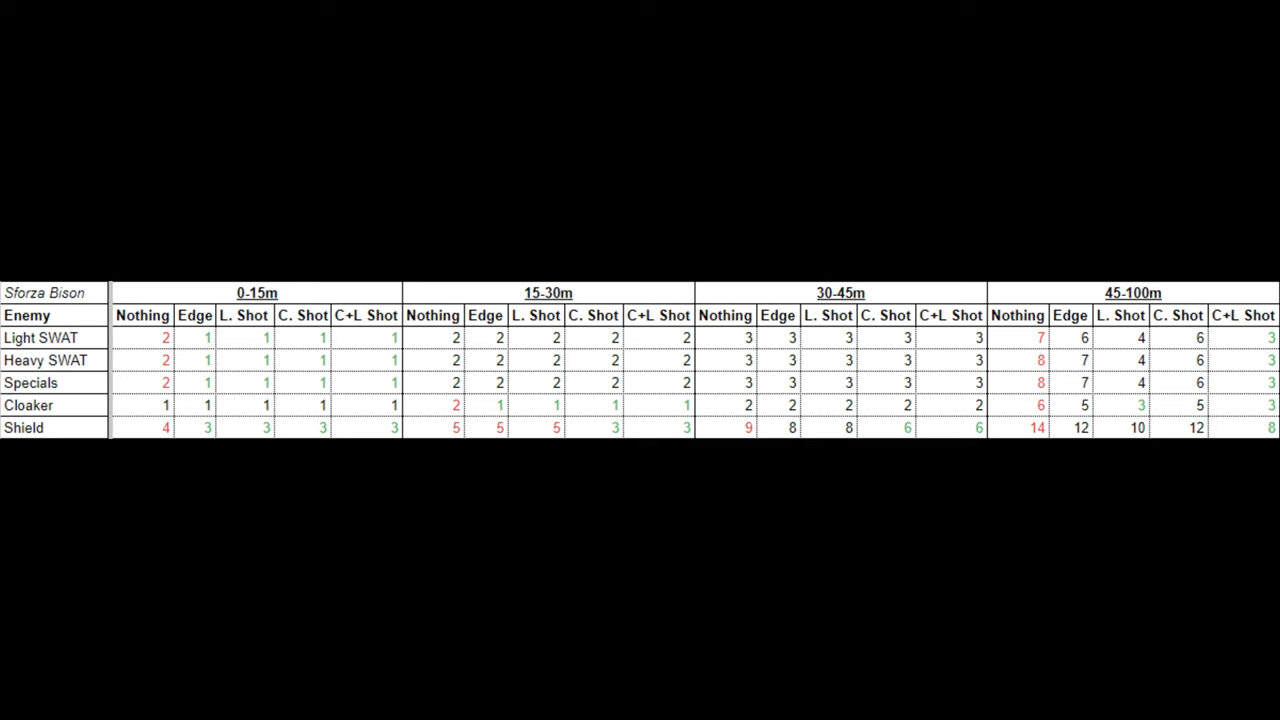 Sforza Bison 0-15m 15-30m 30-45m 45-100m
Enemy Nothing Edge L. Shot C. Shot C+L Shot Nothing Edge L. Shot C. Shot C+L Shot Nothing Edge L. Shot C. Shot C+L Shot Nothing Edge L. Shot C. Shot C+L Shot
Light SWAT 2 1 1 1 1 2 2 2 2 2 3 3 3 3 3 7 6 4 6 3
Heavy SWAT 2 1 1 1 1 2 2 2 2 2 3 3 3 3 3 8 7 4 6 3
Specials 2 1 1 1 1 2 2 2 2 2 3 3 3 3 3 8 7 4 6 3
Cloaker 1 1 1 1 1 2 1 1 1 1 2 2 2 2 2 6 5 3 5 3
Shield 4 3 3 3 3 5 5 5 3 3 9 8 8 6 6 14 12 10 12 8